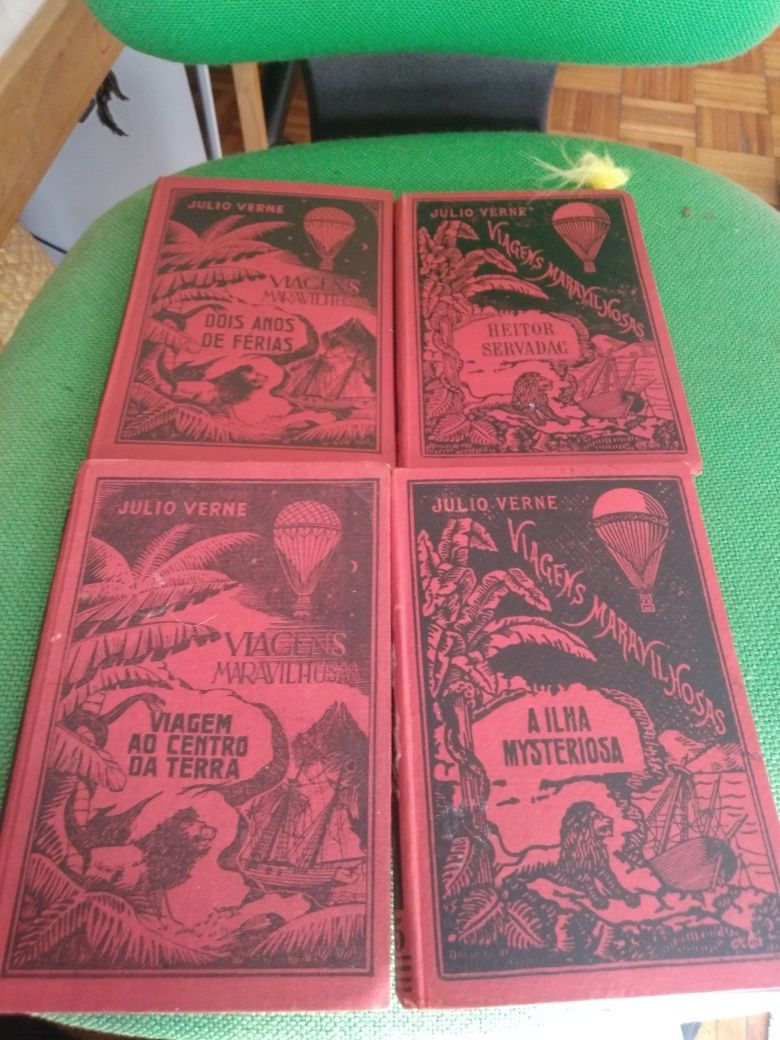 JULIO VERNE
VIAGENS
MARAVILHOSAS
DOIS ANOS
DE FÉRIAS
JULIO VERNE
VIAGENS MARAVILHOSAS
HEITOR
SERVADAC
JULIO VERNE
VIAGENS
MARAVILHOSAS
VIAGEM
AO CENTRO
DA TERRA
JULIO VERNE
VIAGENS MARAVILHOSAS
A ILHA
MYSTERIOSA